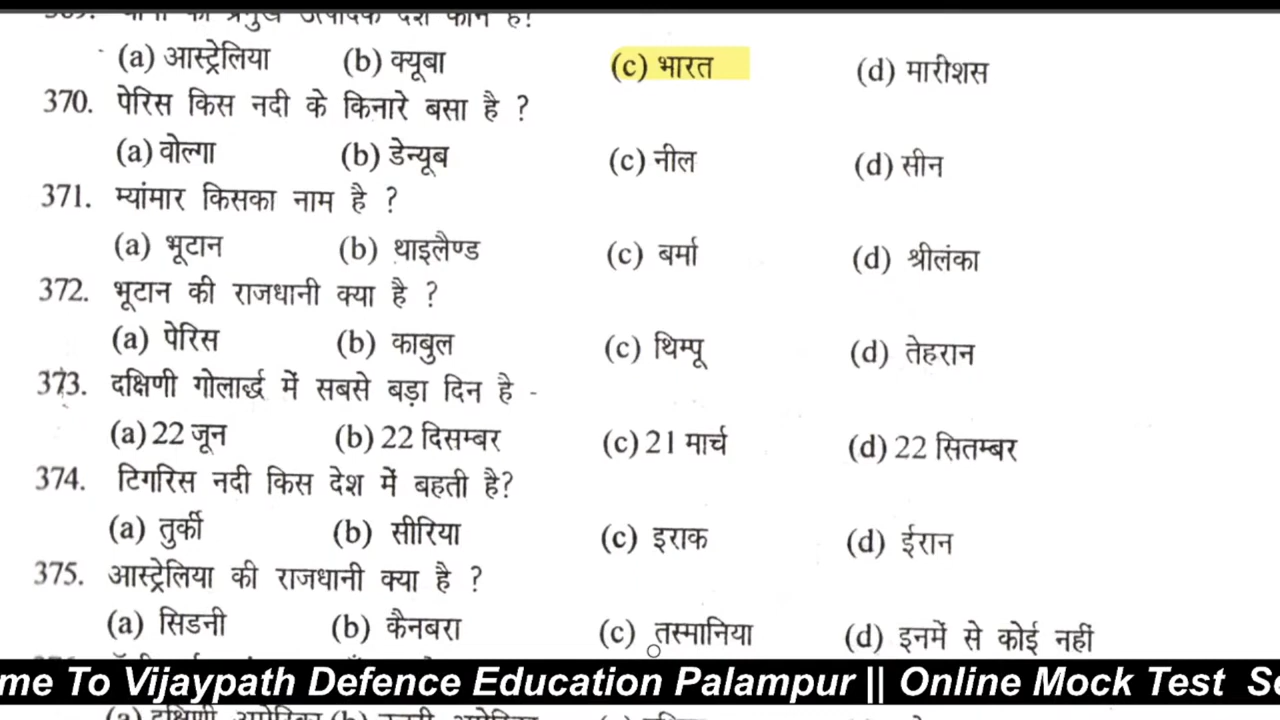 (a) आस्ट्रेलिया (b) क्यूबा (c) भारत (d) मारीशस
370. पेरिस किस नदी के किनारे बसा है ?
(a) वोल्गा (b) डेन्यूब (c) नील (d) सीन
371. म्यांमार किसका नाम है ?
(a) भूटान (b) थाइलैण्ड (c) बर्मा (d) श्रीलंका
372. भूटान की राजधानी क्या है ?
(a) पेरिस (b) काबुल (c) थिम्पू (d) तेहरान
373. दक्षिणी गोलार्द्ध में सबसे बड़ा दिन है -
(a) 22 जून (b) 22 दिसम्बर (c) 21 मार्च (d) 22 सितम्बर
374. टिगरिस नदी किस देश में बहती है?
(a) तुर्की (b) सीरिया (c) इराक (d) ईरान
375. आस्ट्रेलिया की राजधानी क्या है ?
(a) सिडनी (b) कैनबरा (c) तस्मानिया (d) इनमें से कोई नहीं
me To Vijaypath Defence Education Palampur || Online Mock Test